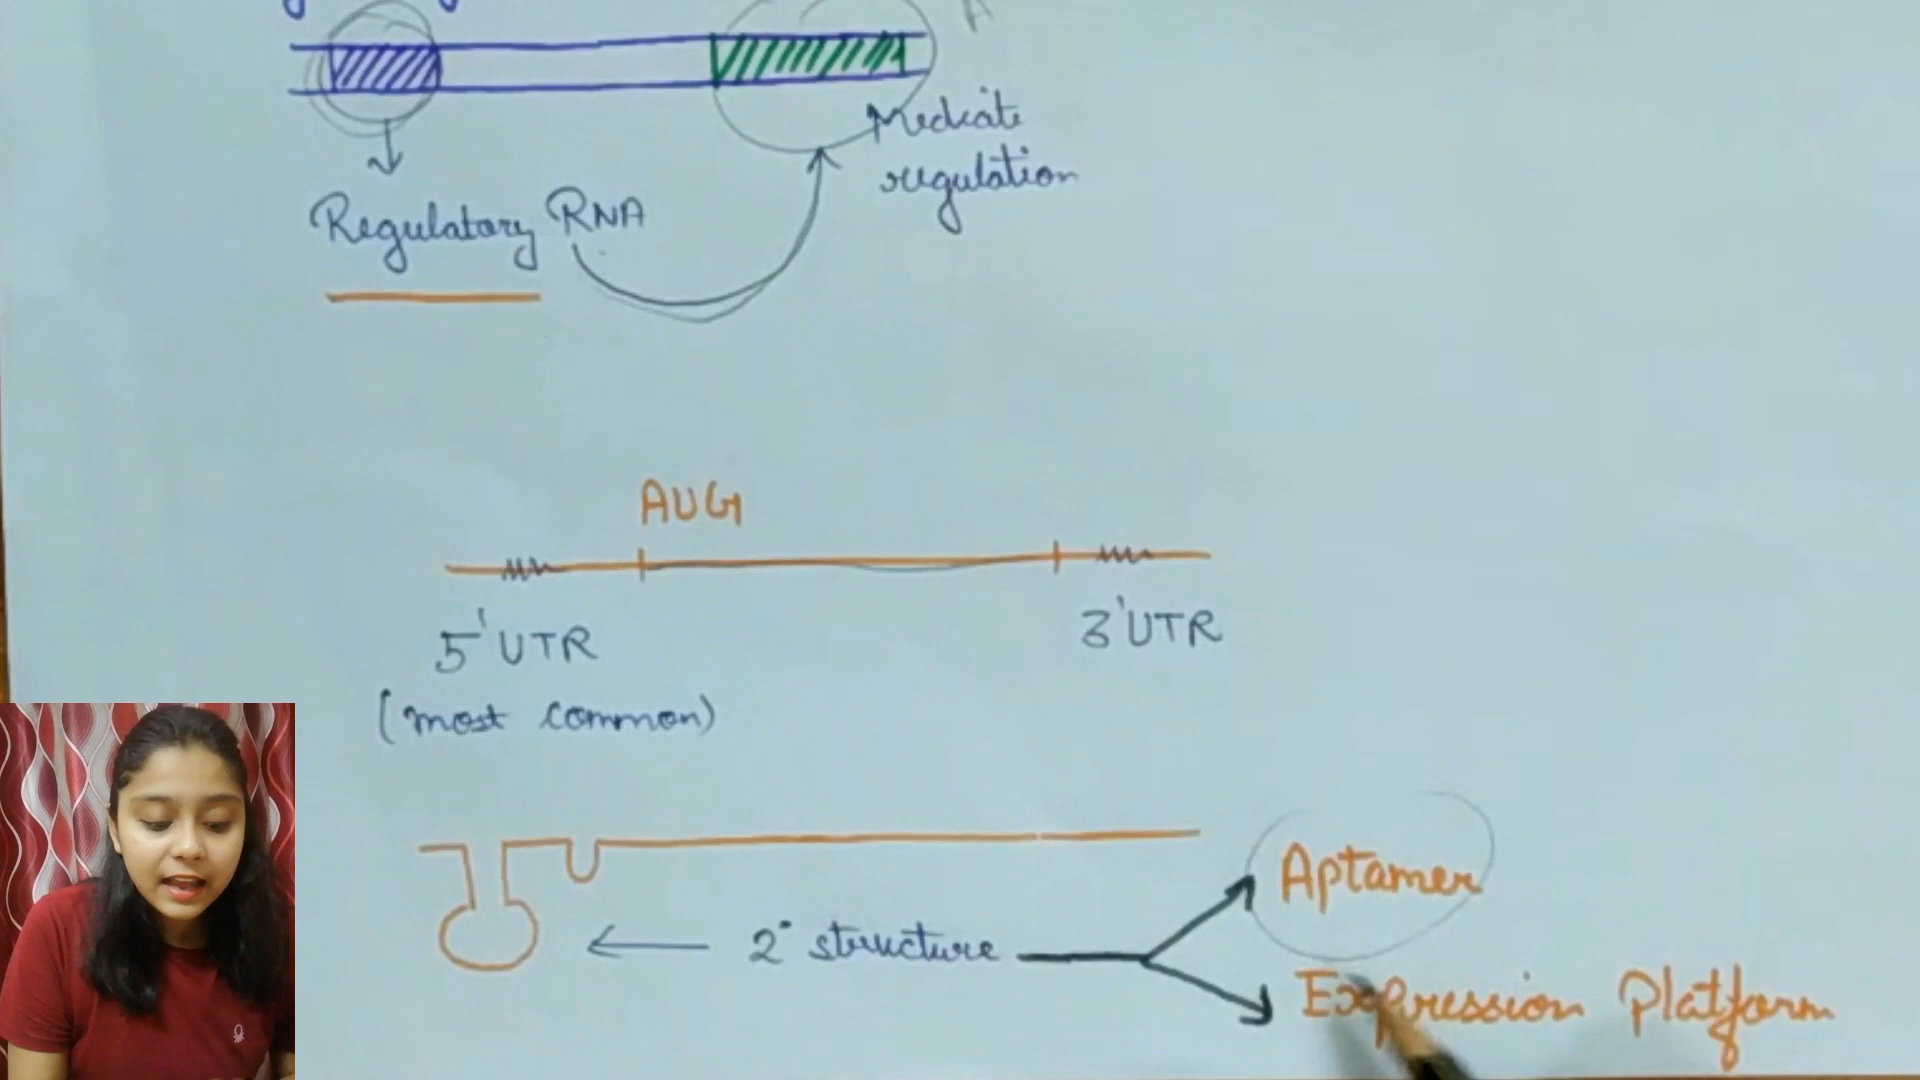 A
Mediate
regulation
Regulatory RNA
AUG
5' UTR
3' UTR
(most common)
Aptamer
2° structure
Expression Platform